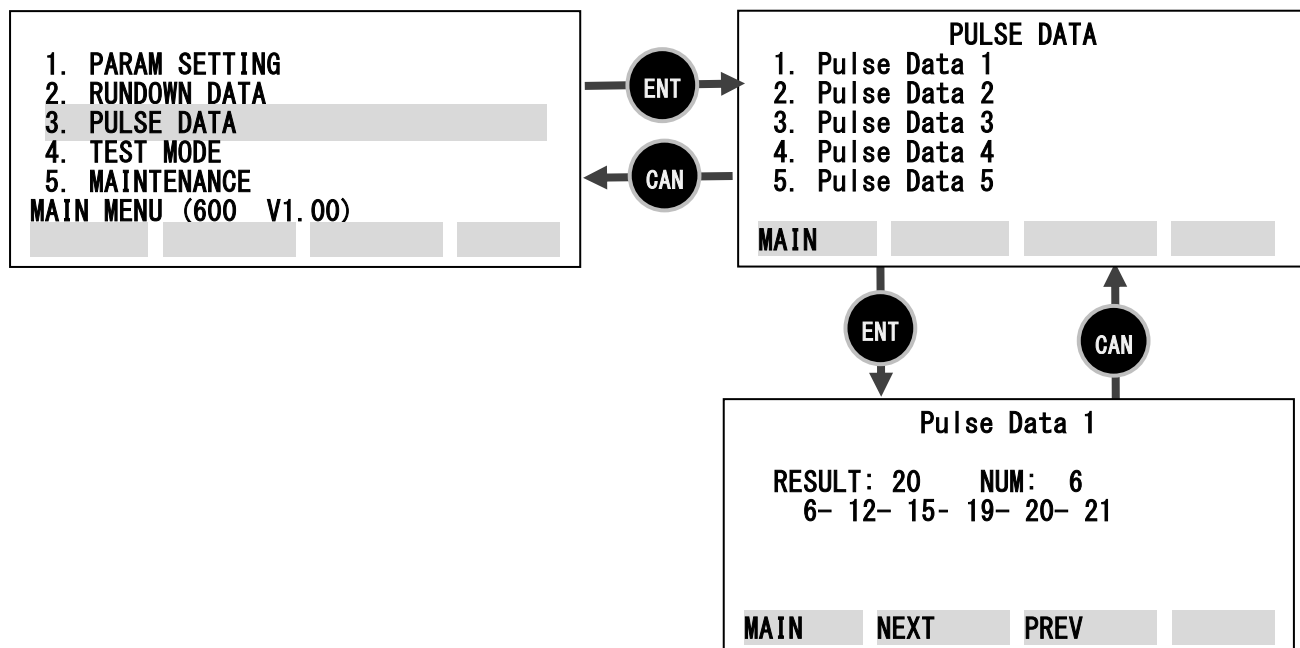 1. PARAM SETTING
2. RUNDOWN DATA
3. PULSE DATA
4. TEST MODE
5. MAINTENANCE
MAIN MENU (600 V1.00)
ENT
CAN
PULSE DATA
1. Pulse Data 1
2. Pulse Data 2
3. Pulse Data 3
4. Pulse Data 4
5. Pulse Data 5
MAIN
ENT
CAN
Pulse Data 1
RESULT: 20 NUM: 6
6- 12- 15- 19- 20- 21
MAIN NEXT PREV